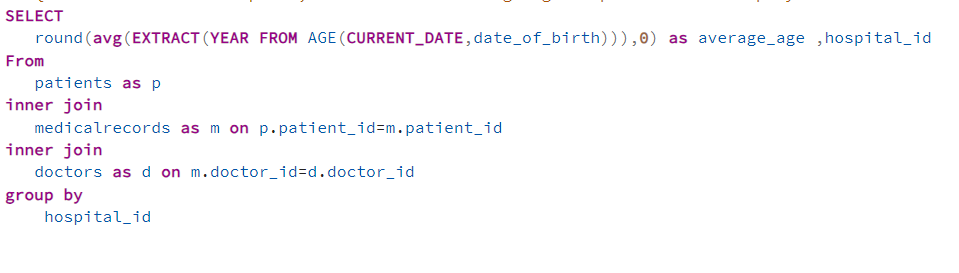 SELECT
round(avg(EXTRACT(YEAR FROM AGE(CURRENT_DATE,date_of_birth))),0) as average_age ,hospital_id
From
patients as p
inner join
medicalrecords as m on p.patient_id=m.patient_id
inner join
doctors as d on m.doctor_id=d.doctor_id
group by
hospital_id